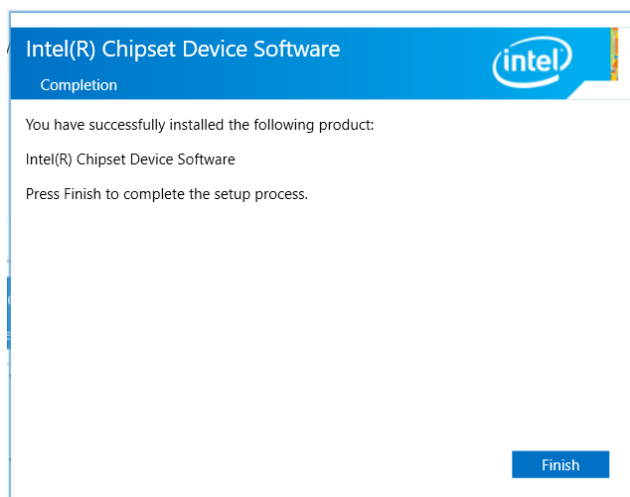 Intel(R) Chipset Device Software
intel
Completion
You have successfully installed the following product:
Intel(R) Chipset Device Software
Press Finish to complete the setup process.
Finish